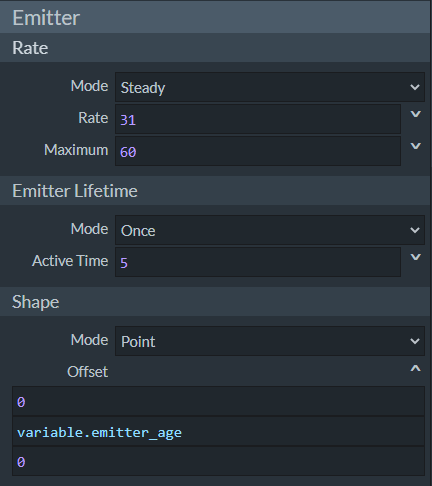 Emitter
Rate
Mode Steady
Rate 31
Maximum 60
Emitter Lifetime
Mode Once
Active Time 5
Shape
Mode Point
Offset
0
variable.emitter_age
0